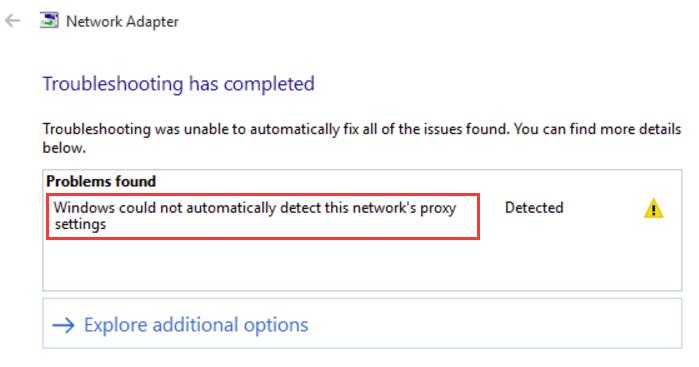 Network Adapter
Troubleshooting has completed
Troubleshooting was unable to automatically fix all of the issues found. You can find more details
below.
Problems found
Windows could not automatically detect this network's proxy Detected
settings
Explore additional options